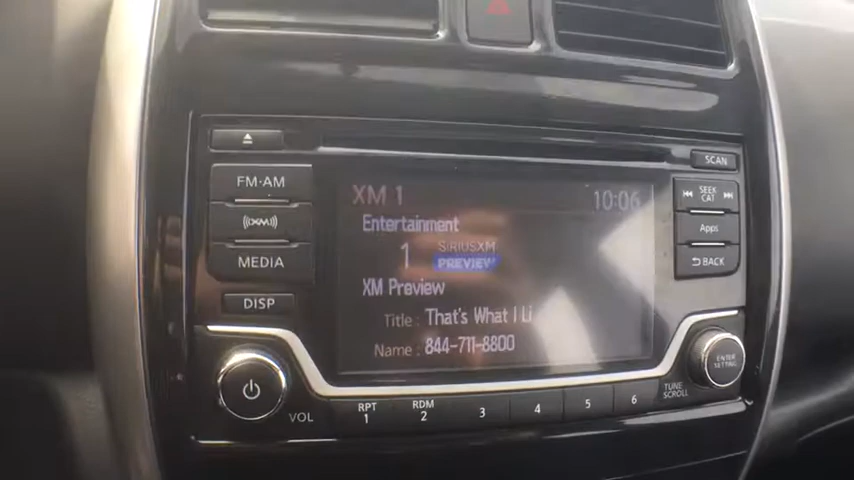 SCAN
FM·AM
XM 1
10:06
SEEK
CAT
Entertainment
XM
1
SIRIUSXM
PREVIEW
Apps
MEDIA
BACK
XM Preview
DISP
Title : That's What I Li
Name : 844-711-8800
ENTER
SETTING
TUNE
SCROLL
VOL
RPT
1
RDM
2
3
4
5
6